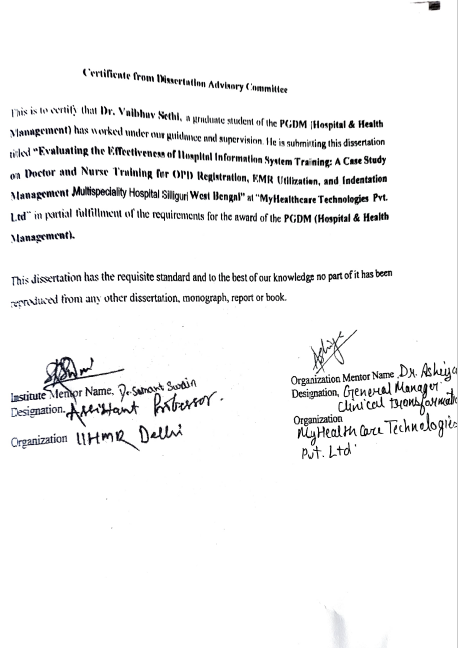 Certificate from Dissertation Advisory Committee
This is to certify that Dr. Vaibhav Sethi, a graduate student of the PGDM (Hospital & Health
Management) has worked under our guidance and supervision. He is submitting this dissertation
titled "Evaluating the Effectiveness of Hospital Information System Training: A Case Study
on Doctor and Nurse Training for OPD Registration, EMR Utilization, and Indentation
Management Multispeciality Hospital Siliguri West Bengal" at "MyHealthcare Technologies Pvt.
Ltd" in partial fulfillment of the requirements for the award of the PGDM (Hospital & Health
Management).
This dissertation has the requisite standard and to the best of our knowledge no part of it has been
reproduced from any other dissertation, monograph, report or book.
Institute Mentor Name, Dr. Sumant Swain
Designation, Assistant Professor.
Organization IIHMR Delhi
Organization Mentor Name Dr. Ashiya
Designation, General Manager
Clinical transformatio
Organization
MyHealthCare Technologies
Pvt. Ltd